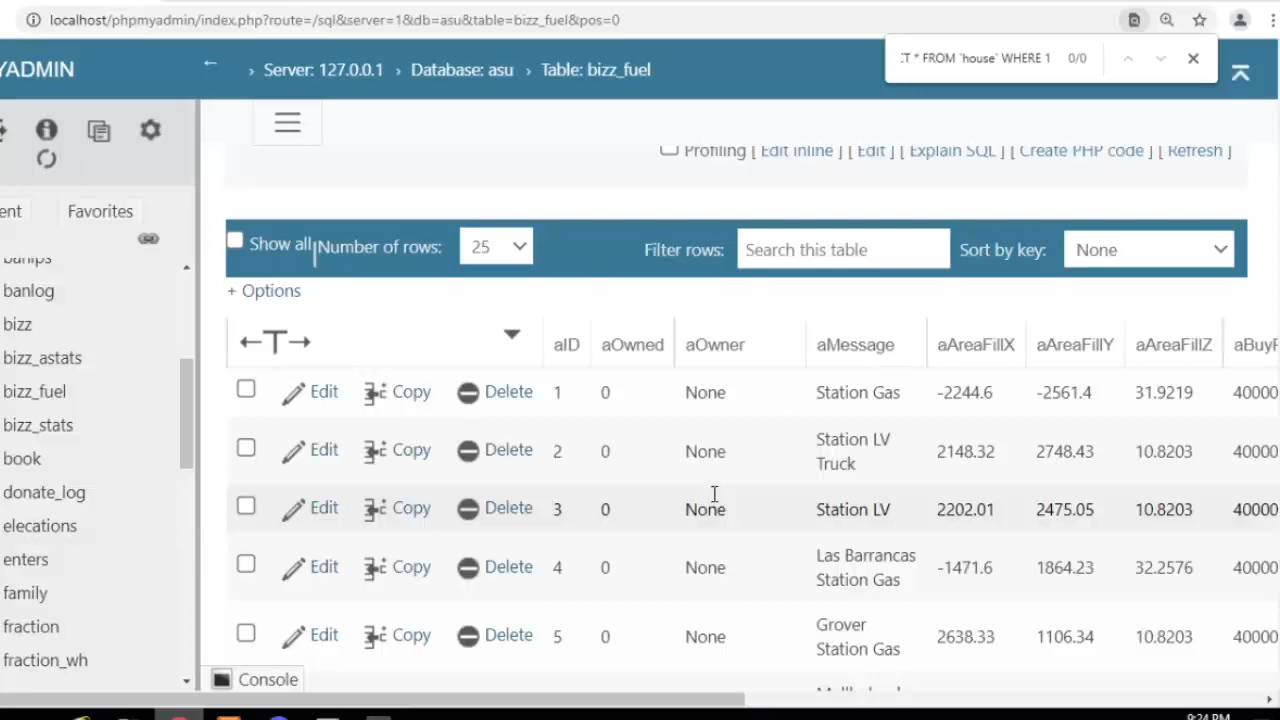 localhost/phpmyadmin/index.php?route=/sql&server=1&db=asu&table=bizz_fuel&pos=0
* FROM `house` WHERE 1 0/0
YADMIN
← › Server: 127.0.0.1 › Database: asu › Table: bizz_fuel
Profiling [ Edit inline ] [ Edit ] [ Explain SQL ] [ Create PHP code ] [ Refresh ]
ent Favorites
Show all Number of rows: 25 Filter rows: Search this table Sort by key: None
+ Options
banips
banlog
bizz
bizz_astats
bizz_fuel
bizz_stats
book
donate_log
elecations
enters
family
fraction
fraction_wh
←T→ aID aOwned aOwner aMessage aAreaFillX aAreaFillY aAreaFillZ aBuyP
Edit Copy Delete 1 0 None Station Gas -2244.6 -2561.4 31.9219 40000
Edit Copy Delete 2 0 None Station LV Truck 2148.32 2748.43 10.8203 40000
Edit Copy Delete 3 0 None Station LV 2202.01 2475.05 10.8203 40000
Edit Copy Delete 4 0 None Las Barrancas Station Gas -1471.6 1864.23 32.2576 40000
Edit Copy Delete 5 0 None Grover Station Gas 2638.33 1106.34 10.8203 40000
Console
9:24 PM